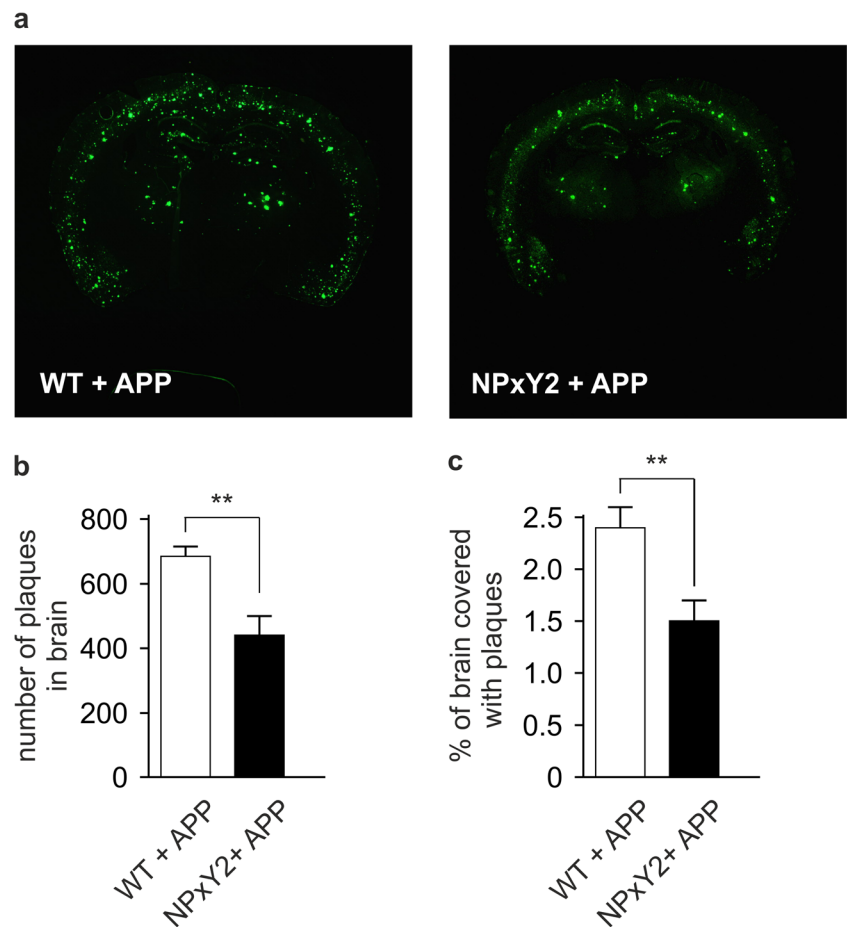 a
WT + APP
NPxY2 + APP
b
**
number of plaques
in brain
800
600
400
200
0
WT + APP
NPxY2+ APP
c
**
% of brain covered
with plaques
2.5
2.0
1.5
1.0
0.5
0
WT + APP
NPxY2+ APP